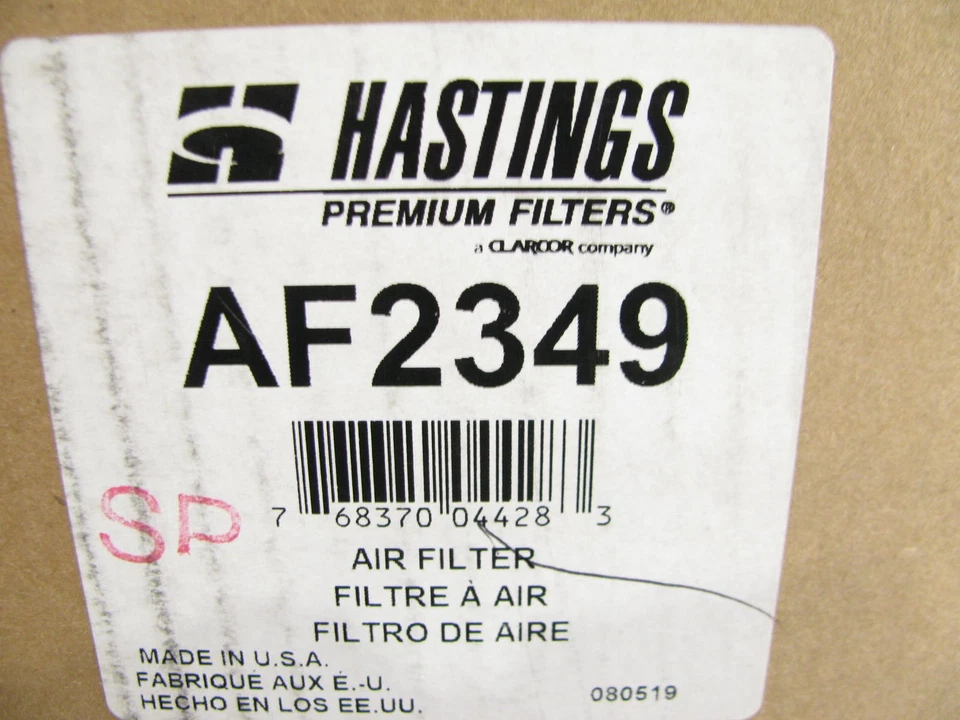 HASTINGS
PREMIUM FILTERS®
a CLARCOR company
AF2349
7 68370 04428 3
SP
AIR FILTER
FILTRE À AIR
FILTRO DE AIRE
MADE IN U.S.A.
FABRIQUÉ AUX É.-U.
HECHO EN LOS EE.UU.
080519